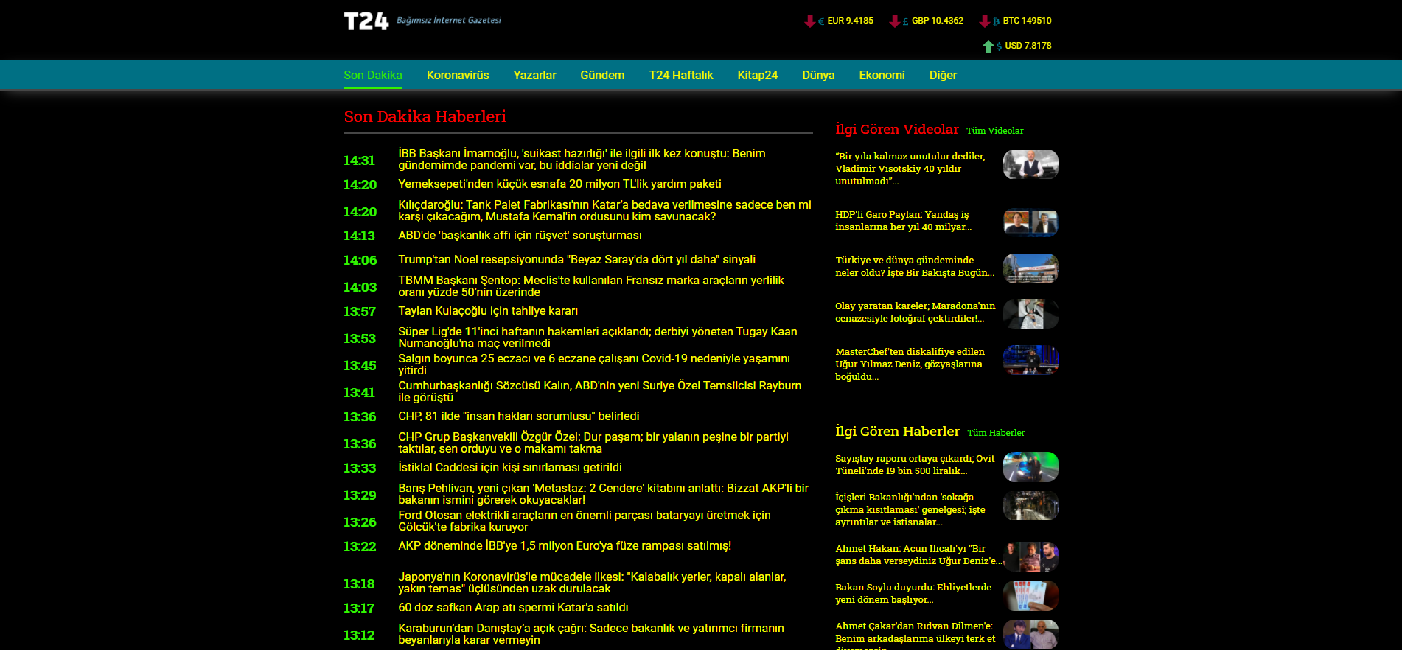 T24 Bağımsız İnternet Gazetesi
€ EUR 9.4185 £ GBP 10.4362 ₿ BTC 149510
$ USD 7.8178
Son Dakika Koronavirüs Yazarlar Gündem T24 Haftalık Kitap24 Dünya Ekonomi Diğer
Son Dakika Haberleri
14:31 İBB Başkanı İmamoğlu, 'suikast hazırlığı' ile ilgili ilk kez konuştu: Benim
gündemimde pandemi var, bu iddialar yeni değil
14:20 Yemeksepeti'nden küçük esnafa 20 milyon TL'lik yardım paketi
14:20 Kılıçdaroğlu: Tank Palet Fabrikası'nın Katar'a bedava verilmesine sadece ben mi
karşı çıkacağım, Mustafa Kemal'in ordusunu kim savunacak?
14:13 ABD'de 'başkanlık affı için rüşvet' soruşturması
14:06 Trump'tan Noel resepsiyonunda "Beyaz Saray'da dört yıl daha" sinyali
14:03 TBMM Başkanı Şentop: Meclis'te kullanılan Fransız marka araçların yerlilik
oranı yüzde 50'nin üzerinde
13:57 Taylan Kulaçoğlu için tahliye kararı
13:53 Süper Lig'de 11'inci haftanın hakemleri açıklandı; derbiyi yöneten Tugay Kaan
Numanoğlu'na maç verilmedi
13:45 Salgın boyunca 25 eczacı ve 6 eczane çalışanı Covid-19 nedeniyle yaşamını
yitirdi
13:41 Cumhurbaşkanlığı Sözcüsü Kalın, ABD'nin yeni Suriye Özel Temsilcisi Rayburn
ile görüştü
13:36 CHP, 81 ilde "insan hakları sorumlusu" belirledi
13:36 CHP Grup Başkanvekili Özgür Özel: Dur paşam; bir yalanın peşine bir partiyi
taktılar, sen orduyu ve o makamı takma
13:33 İstiklal Caddesi için kişi sınırlaması getirildi
13:29 Barış Pehlivan, yeni çıkan 'Metastaz: 2 Cendere' kitabını anlattı: Bizzat AKP'li bir
bakanın ismini görerek okuyacaklar!
13:26 Ford Otosan elektrikli araçların en önemli parçası bataryayı üretmek için
Gölcük'te fabrika kuruyor
13:22 AKP döneminde İBB'ye 1,5 milyon Euro'ya füze rampası satılmış!
13:18 Japonya'nın Koronavirüs'le mücadele ilkesi: "Kalabalık yerler, kapalı alanlar,
yakın temas" üçlüsünden uzak durulacak
13:17 60 doz safkan Arap atı spermi Katar'a satıldı
13:12 Karaburun'dan Danıştay'a açık çağrı: Sadece bakanlık ve yatırımcı firmanın
beyanlarıyla karar vermeyin
İlgi Gören Videolar Tüm Videolar
"Bir yıla kalmaz unutulur dediler,
Vladimir Visotskiy 40 yıldır
unutulmadı"...
HDP'li Garo Paylan: Yandaş iş
insanlarına her yıl 40 milyar...
Türkiye ve dünya gündeminde
neler oldu? İşte Bir Bakışta Bugün...
Olay yaratan kareler; Maradona'nın
cenazesiyle fotoğraf çektirdiler!...
MasterChef'ten diskalifiye edilen
Uğur Yılmaz Deniz, gözyaşlarına
boğuldu...
İlgi Gören Haberler Tüm Haberler
Sayıştay raporu ortaya çıkardı; Ovit
Tüneli'nde 19 bin 500 liralık...
İçişleri Bakanlığı'ndan 'sokağa
çıkma kısıtlaması' genelgesi; işte
ayrıntılar ve istisnalar...
Ahmet Hakan: Acun Ilıcalı'yı "Bir
şans daha verseydiniz Uğur Deniz'e...
Bakan Soylu duyurdu: Ehliyetlerde
yeni dönem başlıyor...
Ahmet Çakar'dan Rıdvan Dilmen'e:
Benim arkadaşlarıma ülkeyi terk et